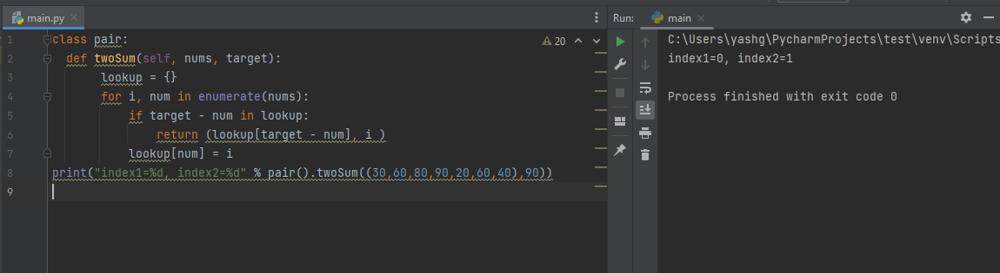 main.py
1 class pair:
2 def twoSum(self, nums, target):
3 lookup = {}
4 for i, num in enumerate(nums):
5 if target - num in lookup:
6 return (lookup[target - num], i )
7 lookup[num] = i
8 print("index1=%d, index2=%d" % pair().twoSum((30,60,80,90,20,60,40),90))
9
20
Run: main
C:\Users\yashg\PycharmProjects\test\venv\Scripts
index1=0, index2=1
Process finished with exit code 0